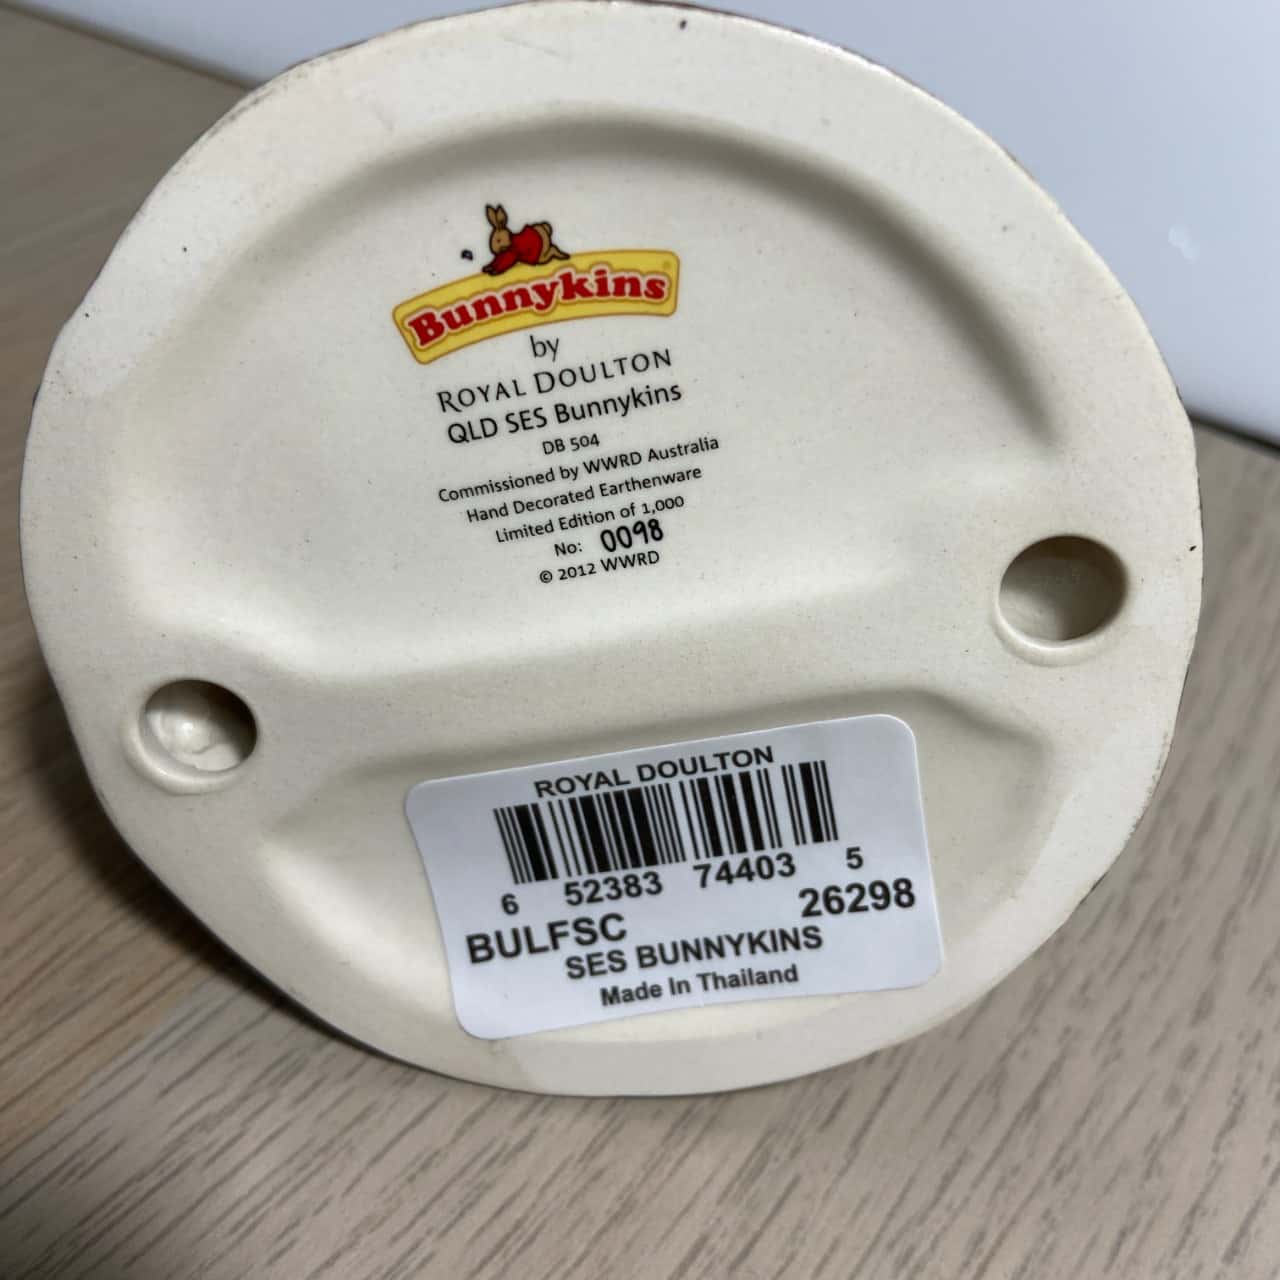 Bunnykins
by
ROYAL DOULTON
QLD SES Bunnykins
DB 504
Commissioned by WWRD Australia
Hand Decorated Earthenware
Limited Edition of 1,000
No: 0098
© 2012 WWRD
ROYAL DOULTON
6 52383 74403 5
BULFSC 26298
SES BUNNYKINS
Made In Thailand